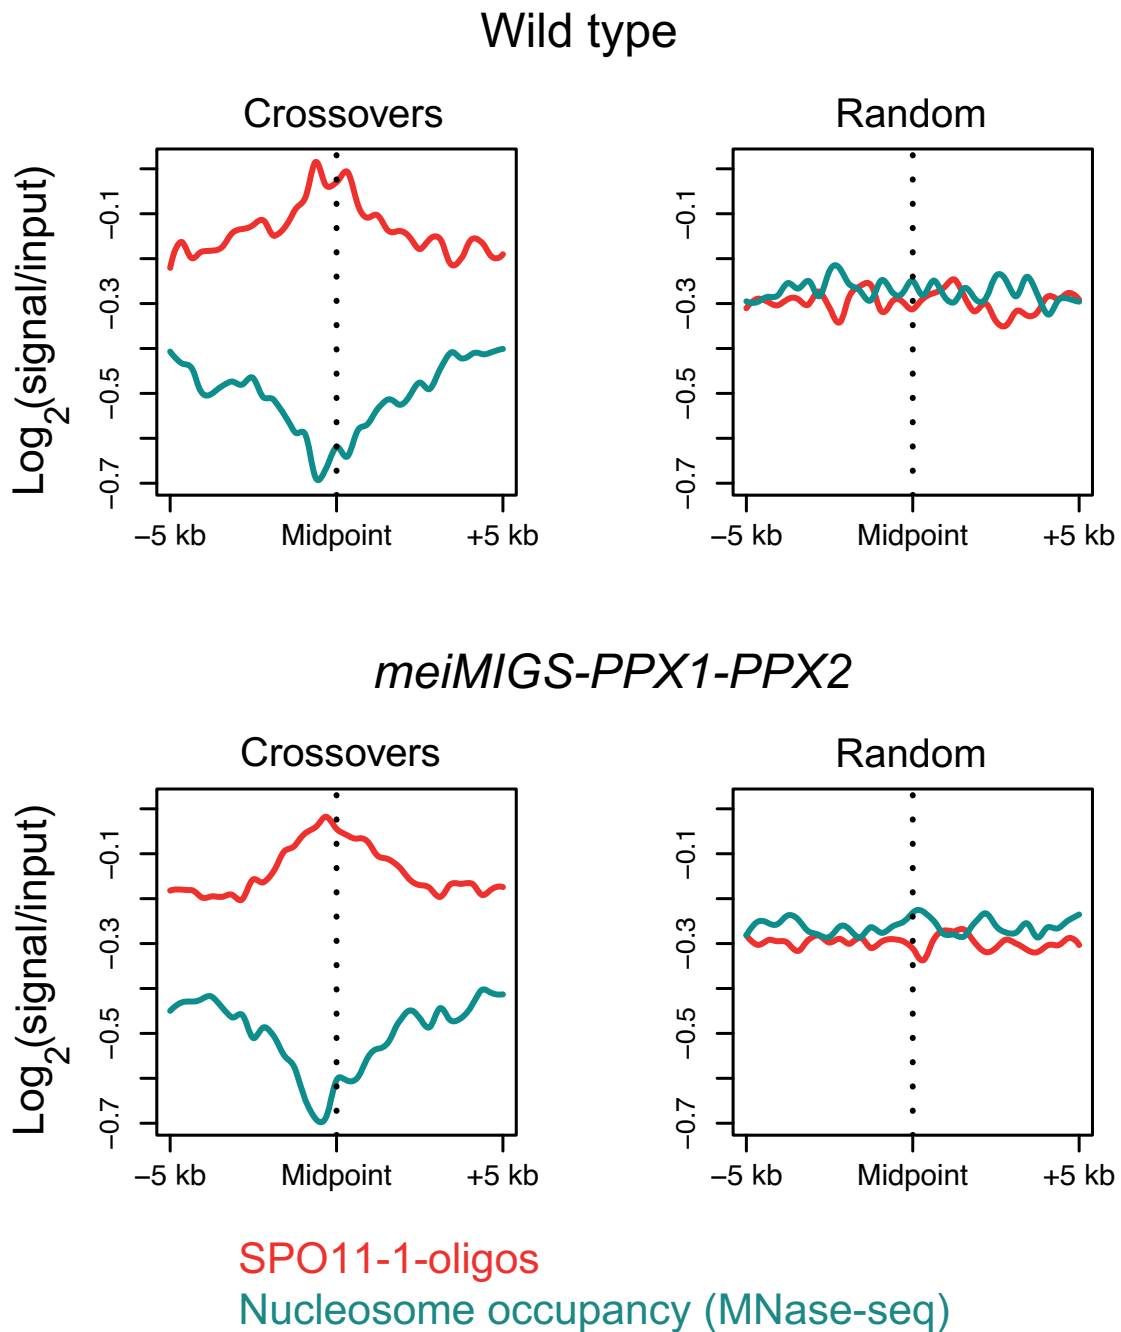 Wild type
Crossovers
Random
Log2(signal/input)
−0.1
−0.3
−0.5
−0.7
−5 kb
Midpoint
+5 kb
−0.1
−0.3
−0.5
−0.7
−5 kb
Midpoint
+5 kb
meiMIGS-PPX1-PPX2
Crossovers
Random
Log2(signal/input)
−0.1
−0.3
−0.5
−0.7
−5 kb
Midpoint
+5 kb
−0.1
−0.3
−0.5
−0.7
−5 kb
Midpoint
+5 kb
SPO11-1-oligos
Nucleosome occupancy (MNase-seq)